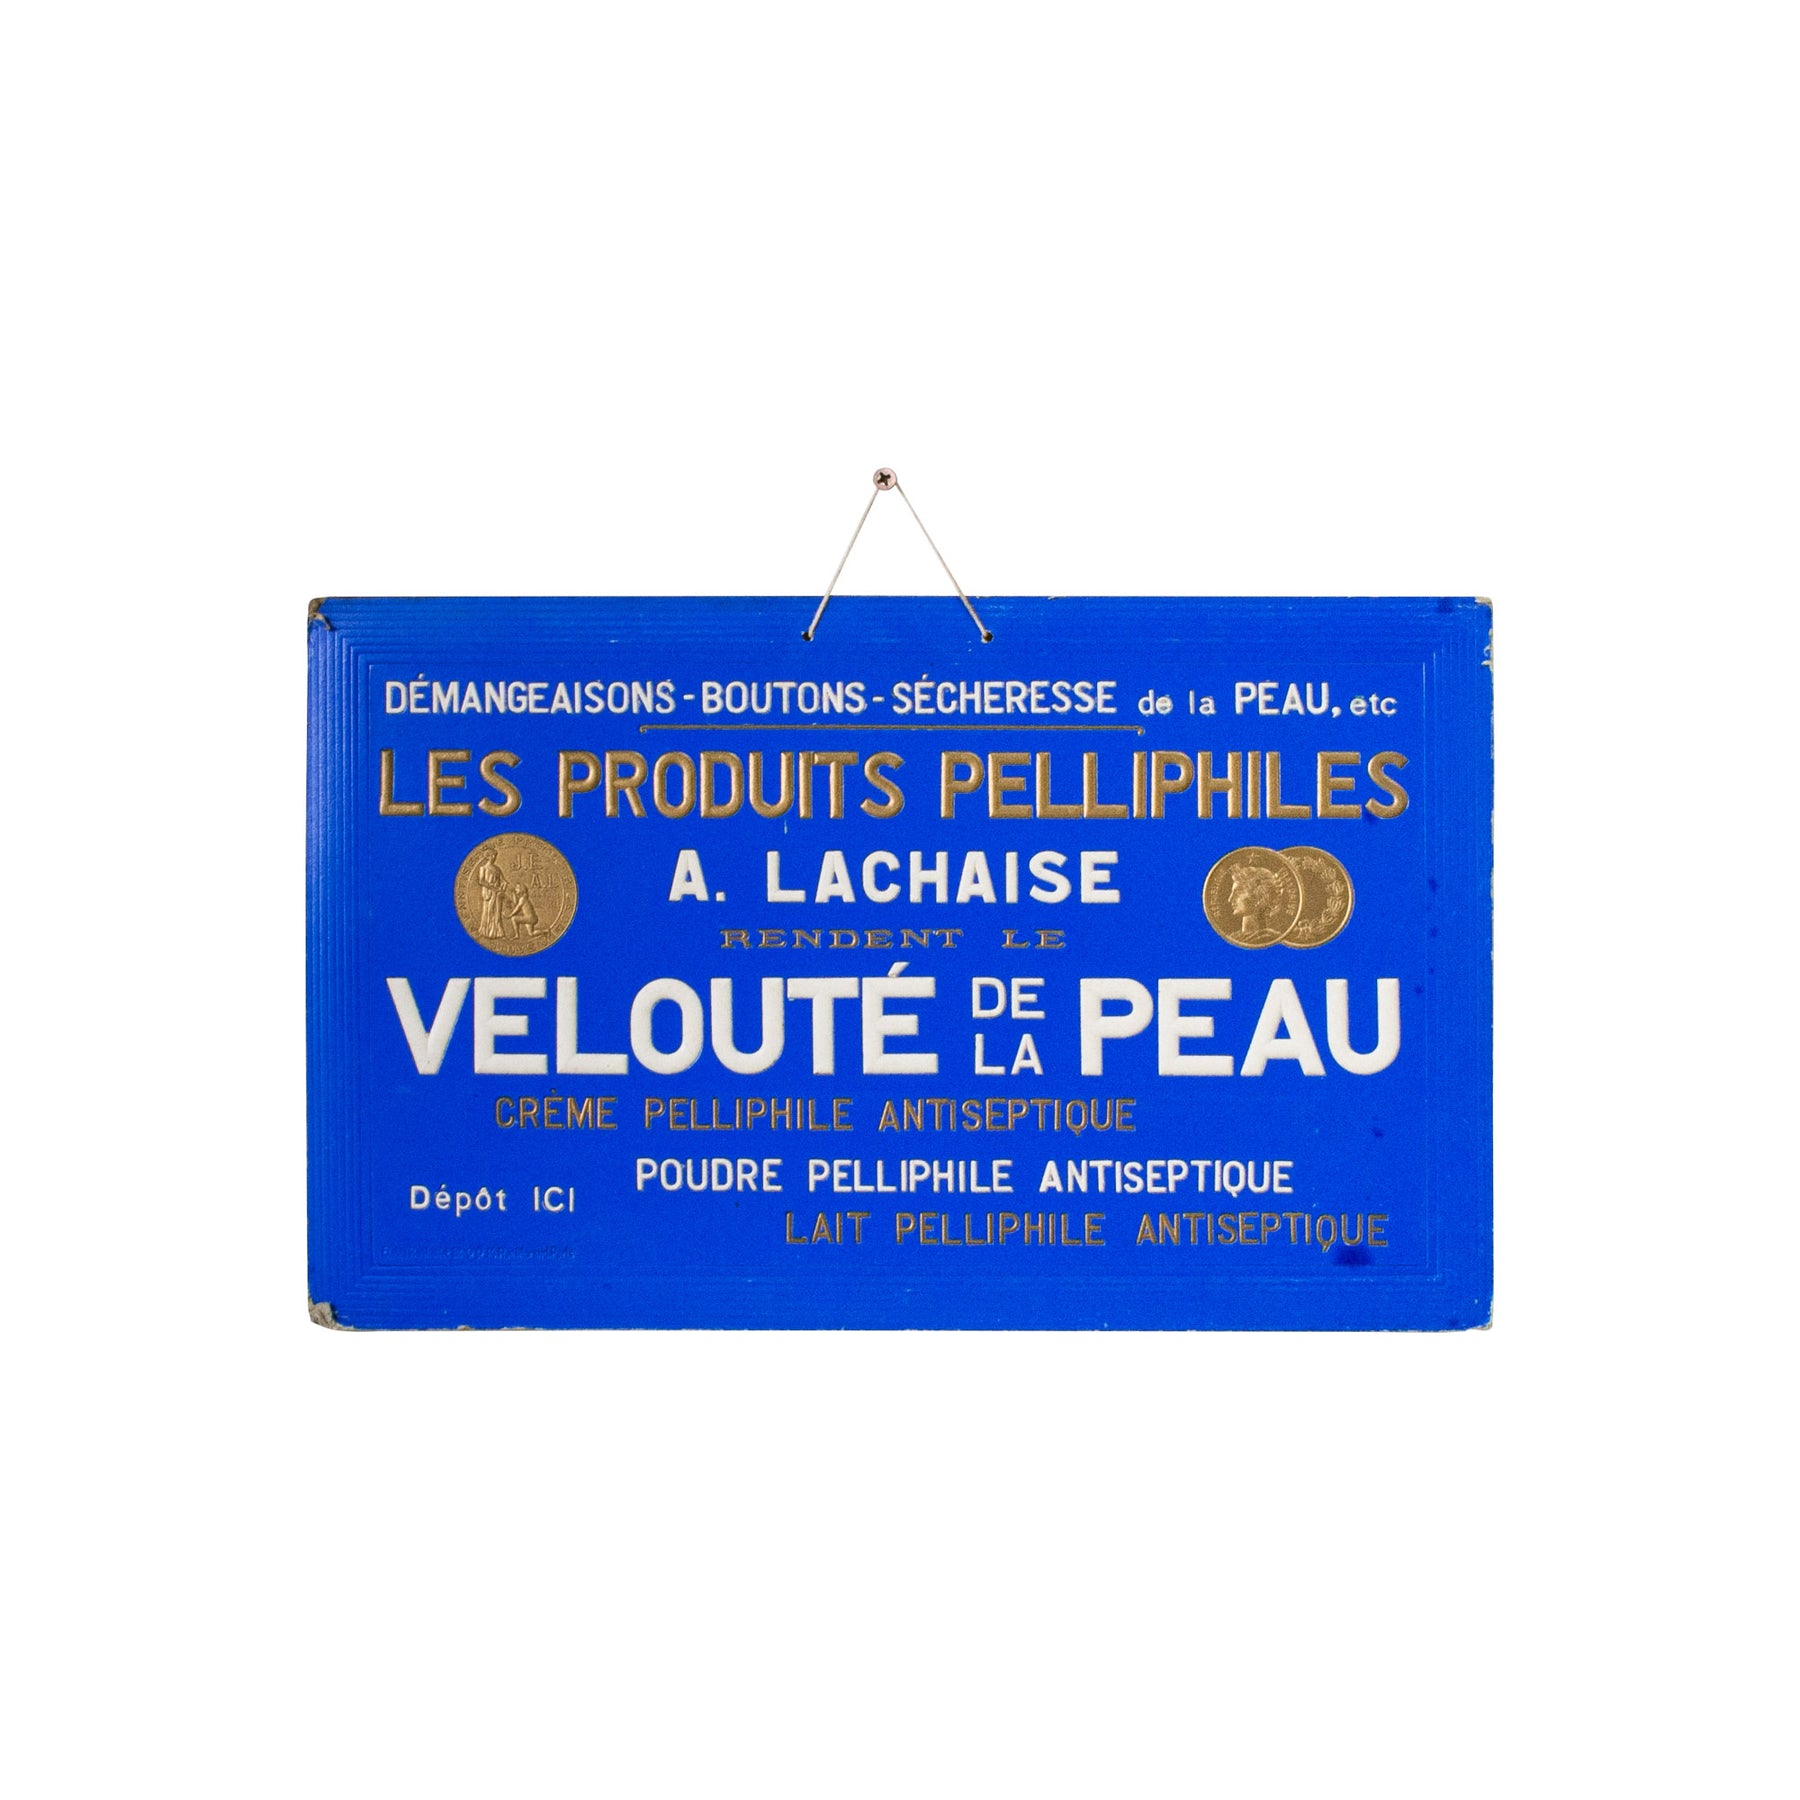 DÉMANGEAISONS - BOUTONS - SÉCHERESSE de la PEAU, etc
LES PRODUITS PELLIPHILES
J.E
A.L
A. LACHAISE
RENDENT LE
VELOUTÉ DE LA PEAU
CRÈME PELLIPHILE ANTISEPTIQUE
POUDRE PELLIPHILE ANTISEPTIQUE
Dépôt ICI
LAIT PELLIPHILE ANTISEPTIQUE